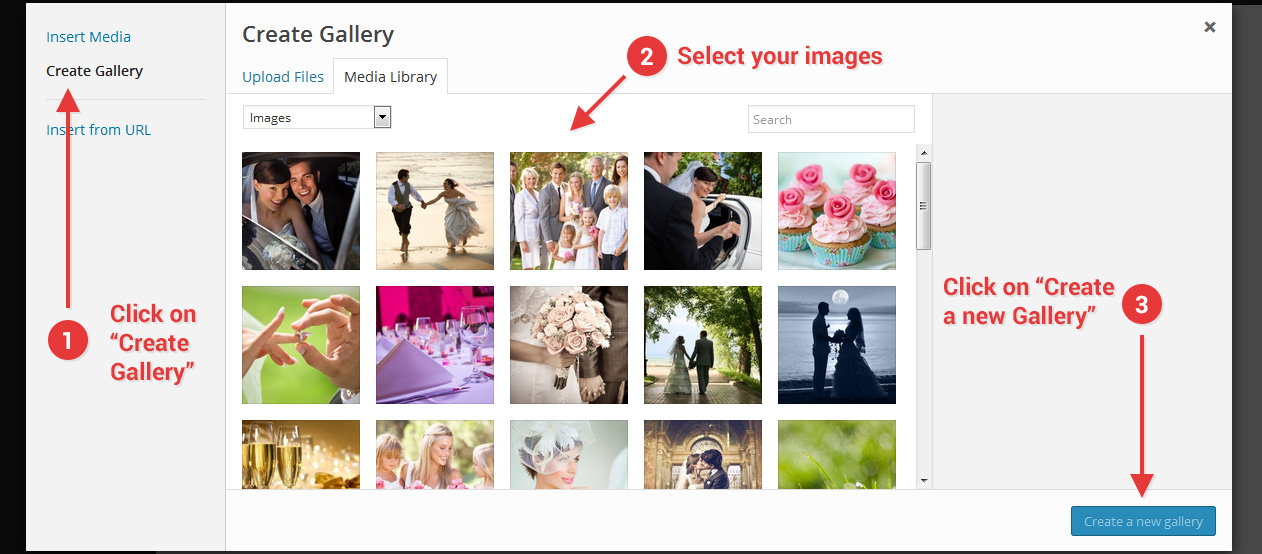 Insert Media
Create Gallery
Insert from URL
1
Click on
“Create
Gallery”
Create Gallery
Upload Files
Media Library
2
Select your images
Images
Search
Click on “Create
a new Gallery”
3
Create a new gallery